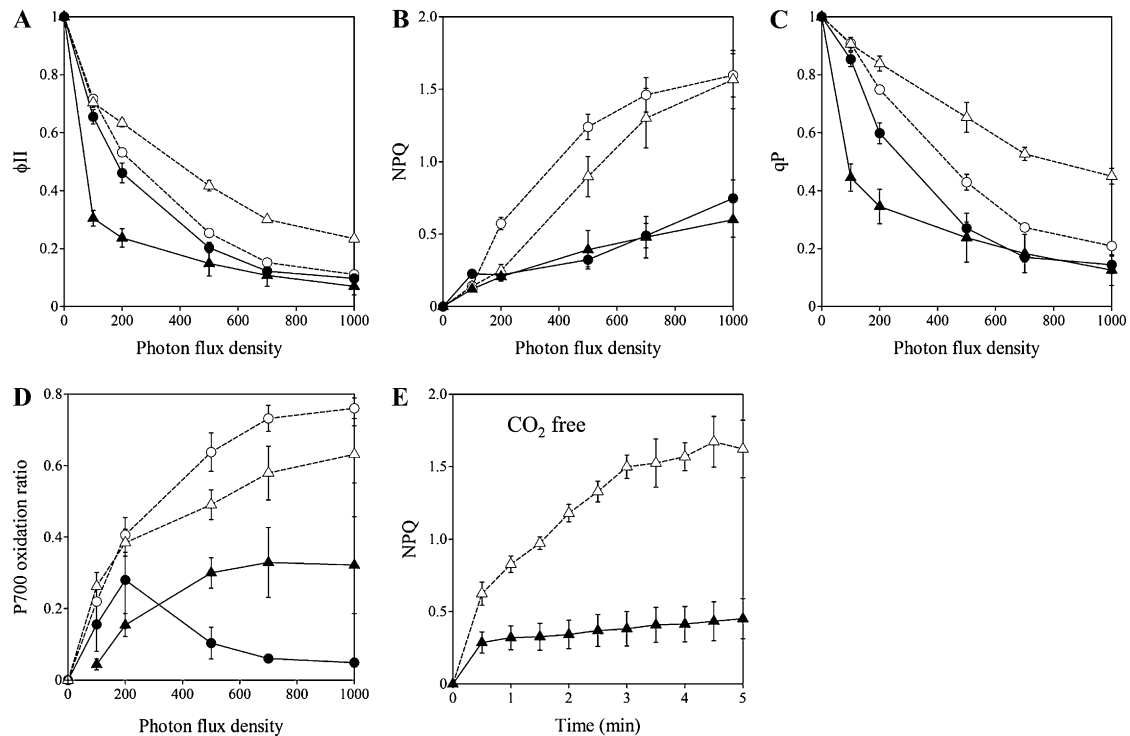 A
1
0.8
0.6
0.4
0.2
0
ϕII
0 200 400 600 800 1000
Photon flux density
B
2.0
1.5
1.0
0.5
0
NPQ
0 200 400 600 800 1000
Photon flux density
C
1
0.8
0.6
0.4
0.2
0
qP
0 200 400 600 800 1000
Photon flux density
D
0.8
0.6
0.4
0.2
0
P700 oxidation ratio
0 200 400 600 800 1000
Photon flux density
E
CO₂ free
2.0
1.5
1.0
0.5
0
NPQ
0 1 2 3 4 5
Time (min)